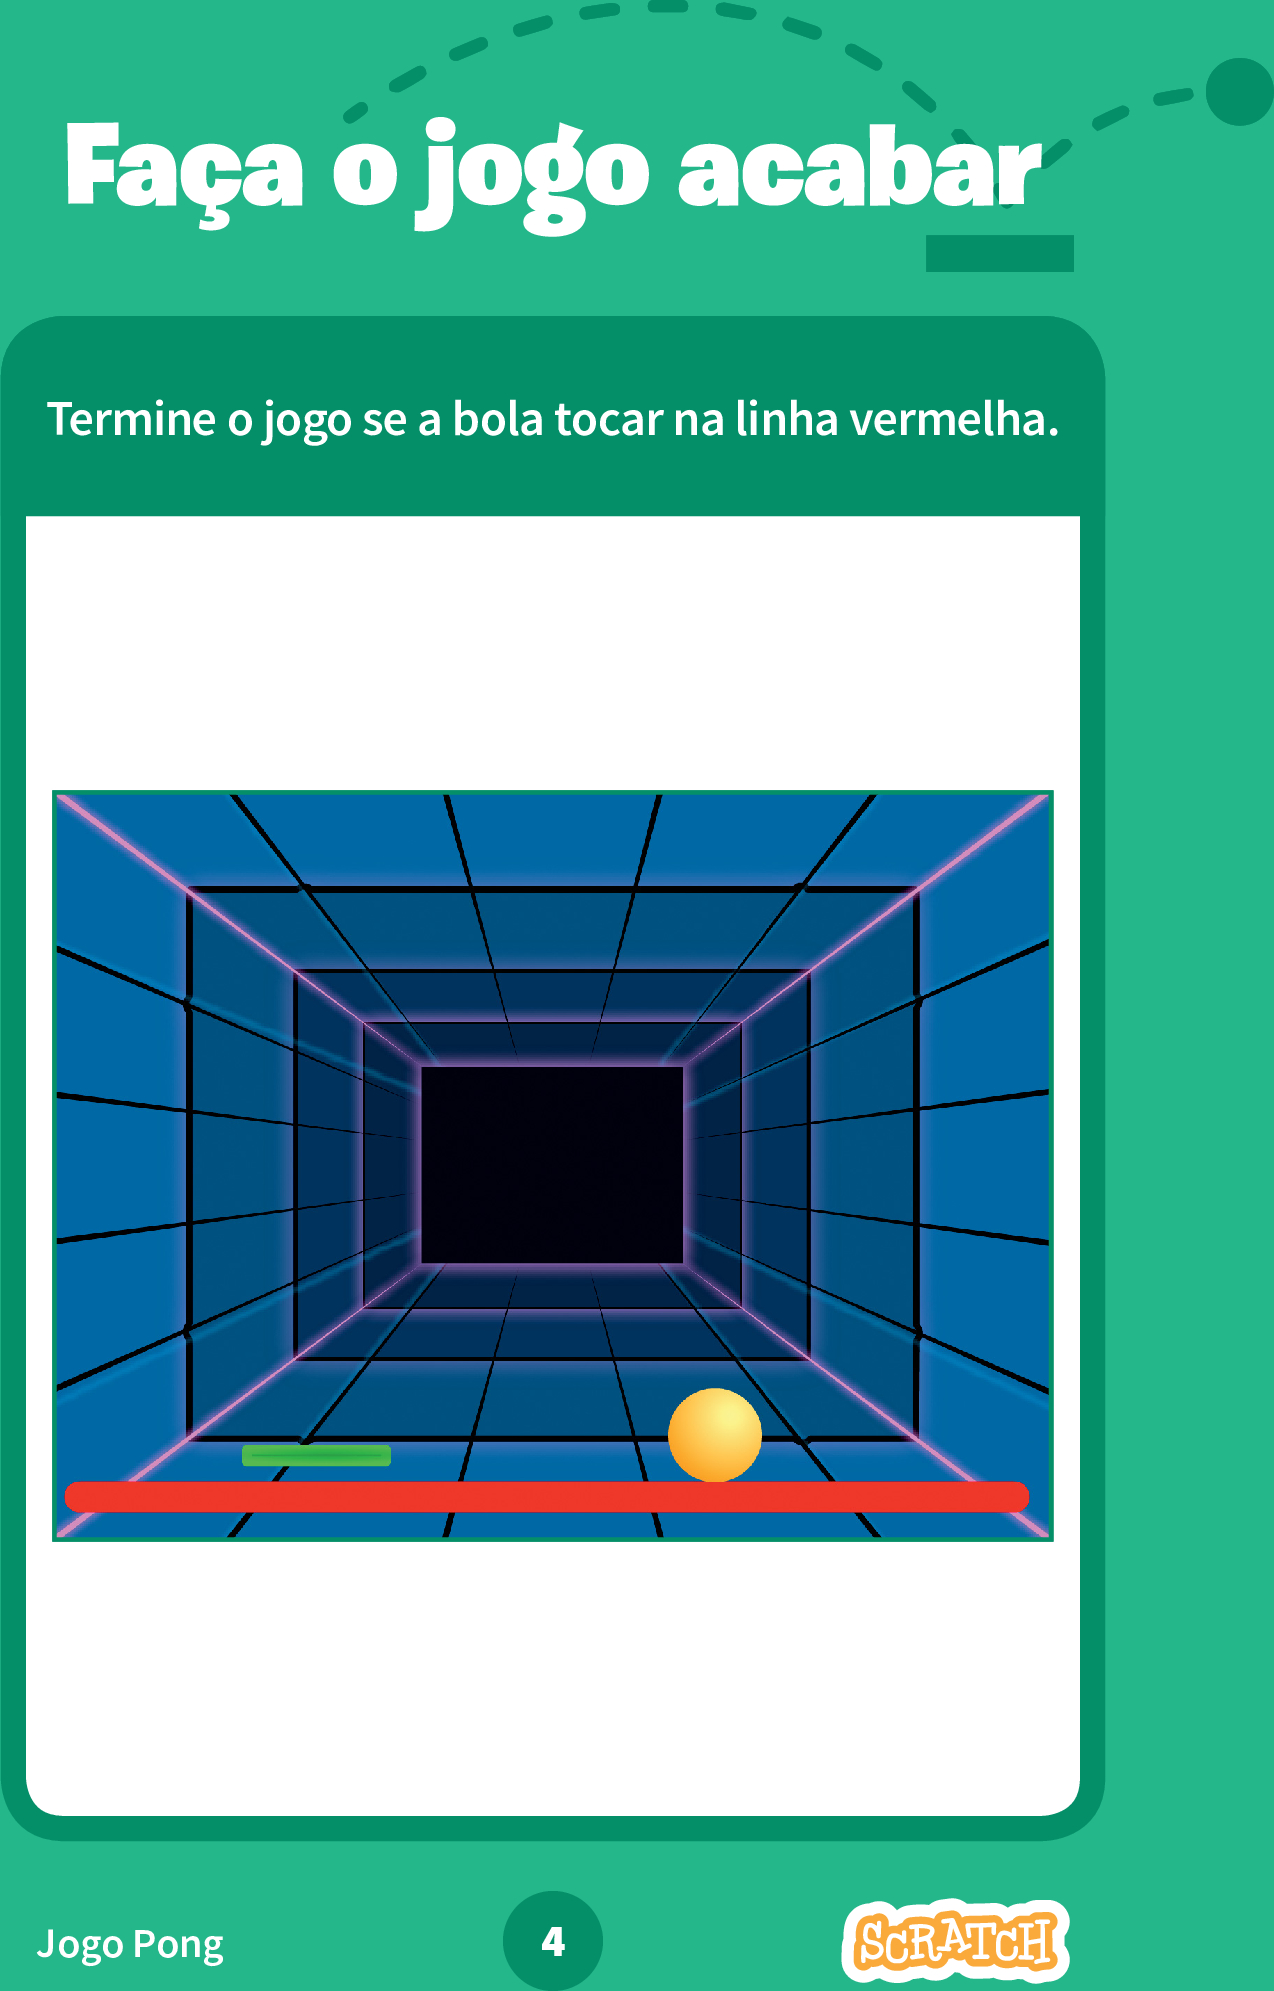 Faça o jogo acabar
Termine o jogo se a bola tocar na linha vermelha.
Jogo Pong
4
SCRATCH